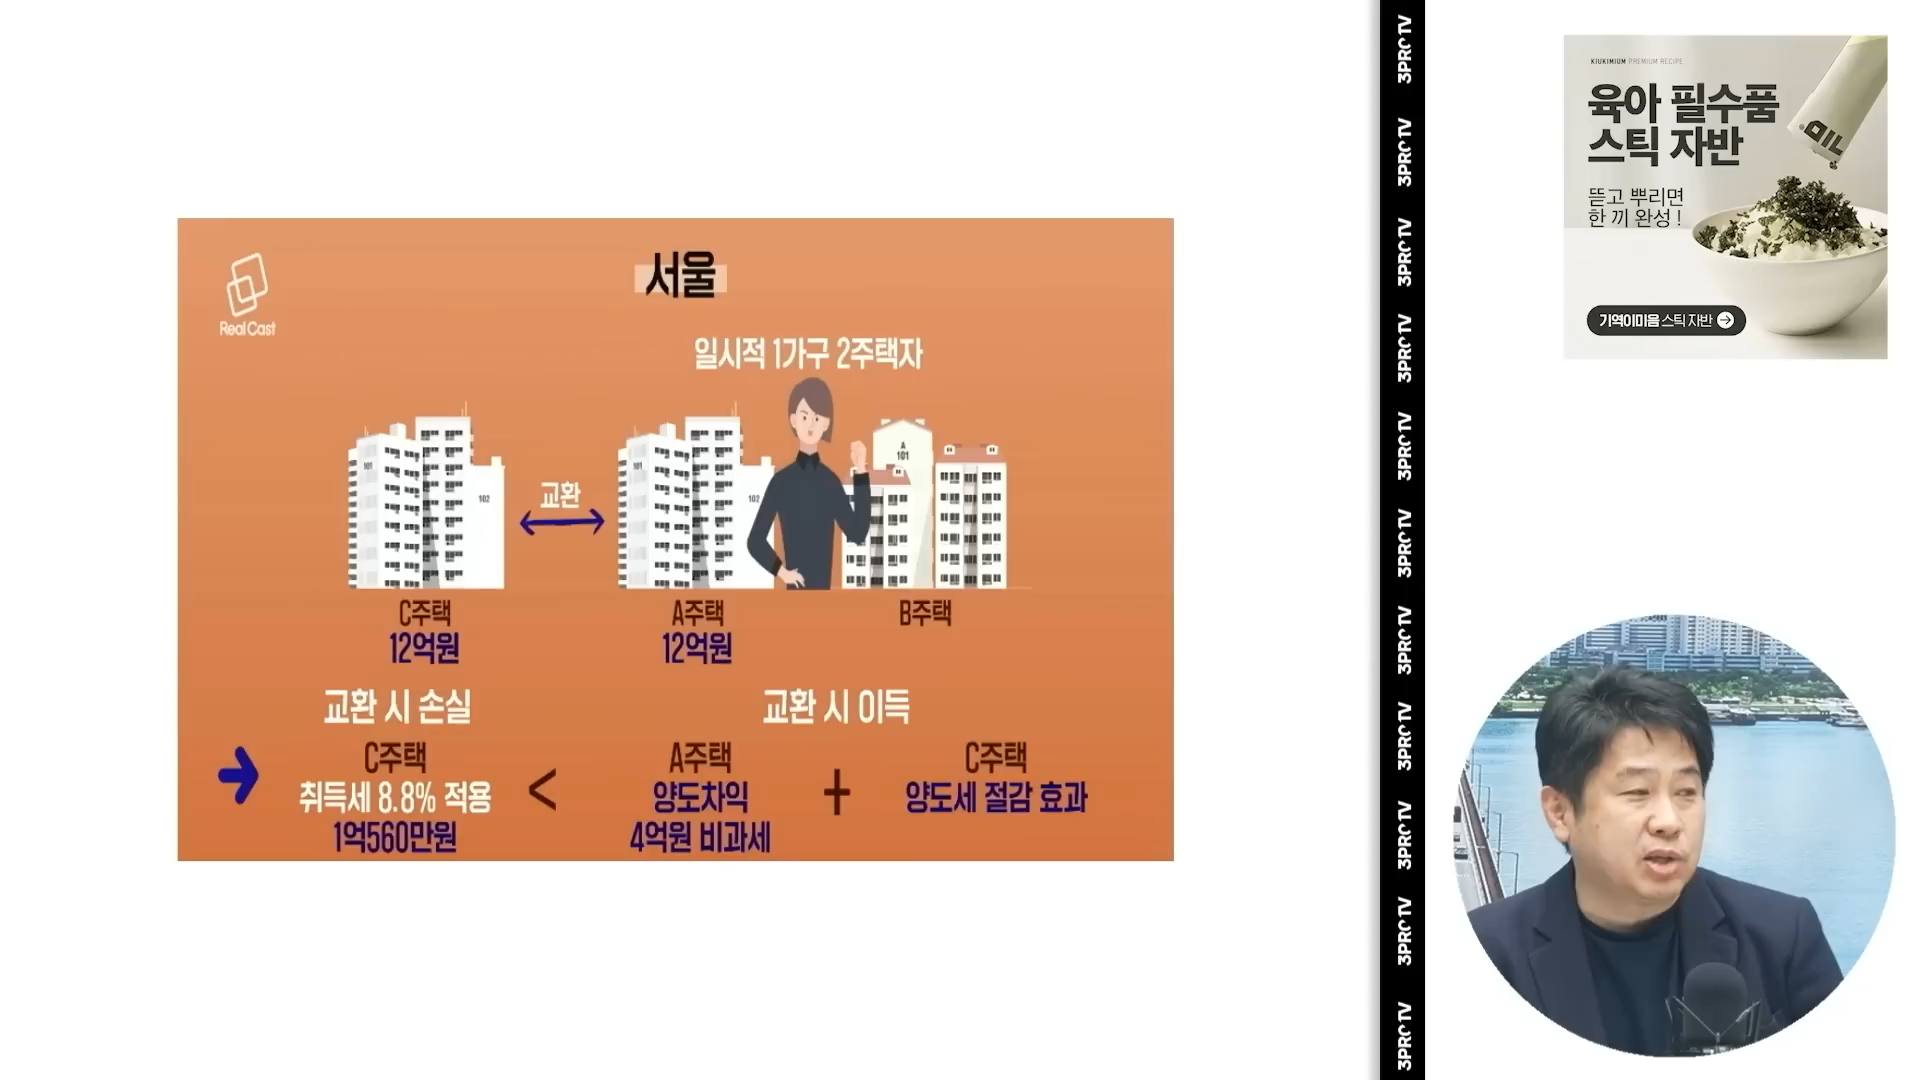 Real Cast
서울
일시적 1가구 2주택자
교환
101
102
101
102
A
101
C주택
12억원
A주택
12억원
B주택
교환 시 손실
교환 시 이득
C주택
취득세 8.8% 적용
1억560만원
<
A주택
양도차익
4억원 비과세
+
C주택
양도세 절감 효과
3PROTV
3PROTV
3PROTV
3PROTV
3PROTV
3PROTV
3PROTV
3PROTV
3PROTV
3PROTV
3PROTV
KIUKIMIUM PREMIUM RECIPE
육아 필수품
스틱 자반
뜯고 뿌리면
한 끼 완성 !
기역이미음 스틱 자반